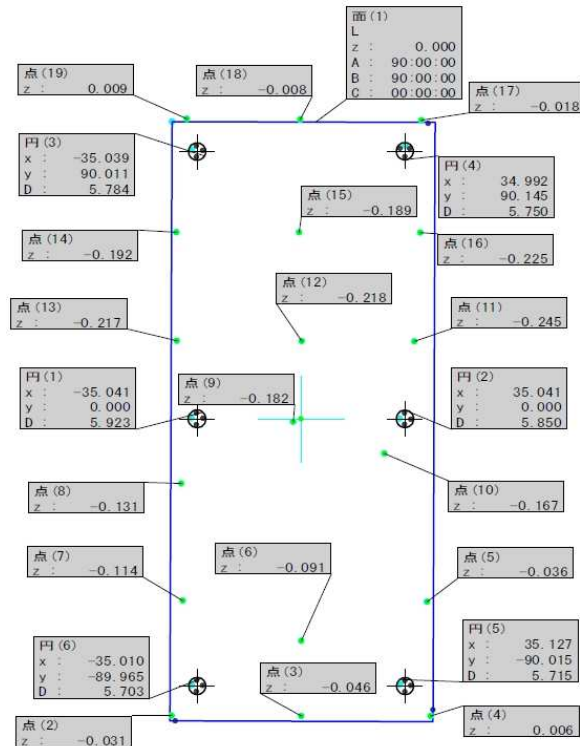 面(1)
L
z : 0.000
A : 90:00:00
B : 90:00:00
C : 00:00:00
点(19)
z : 0.009
点(18)
z : -0.008
点(17)
z : -0.018
円(3)
x : -35.039
y : 90.011
D : 5.784
円(4)
x : 34.992
y : 90.145
D : 5.750
点(15)
z : -0.189
点(14)
z : -0.192
点(16)
z : -0.225
点(12)
z : -0.218
点(13)
z : -0.217
点(11)
z : -0.245
円(1)
x : -35.041
y : 0.000
D : 5.923
点(9)
z : -0.182
円(2)
x : 35.041
y : 0.000
D : 5.850
点(8)
z : -0.131
点(10)
z : -0.167
点(7)
z : -0.114
点(6)
z : -0.091
点(5)
z : -0.036
円(6)
x : -35.010
y : -89.965
D : 5.703
点(3)
z : -0.046
円(5)
x : 35.127
y : -90.015
D : 5.715
点(2)
z : -0.031
点(4)
z : 0.006